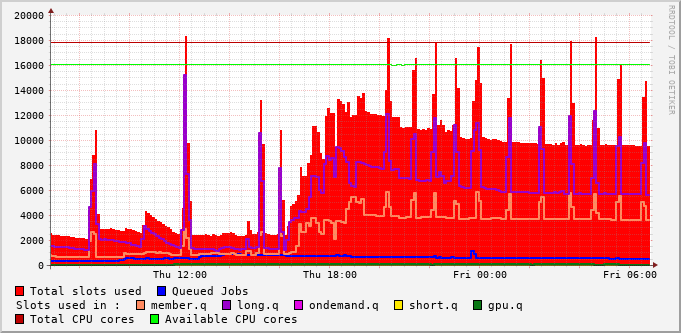 20000
18000
16000
14000
12000
10000
8000
6000
4000
2000
0
Thu 12:00 Thu 18:00 Fri 00:00 Fri 06:00
RRDTOOL / TOBI OETIKER
Total slots used Queued Jobs
Slots used in : member.q long.q ondemand.q short.q gpu.q
Total CPU cores Available CPU cores